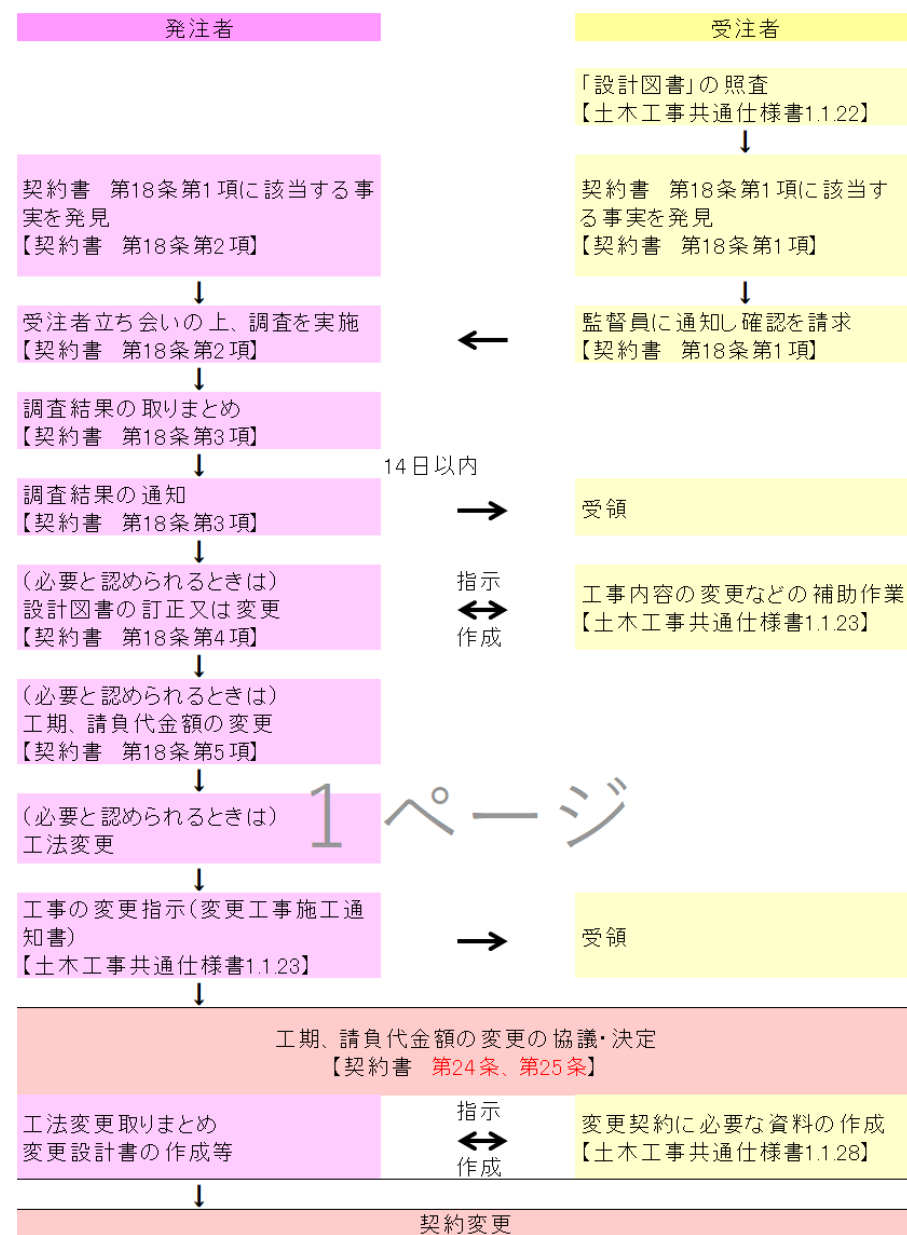 発注者
受注者
「設計図書」の照査
【土木工事共通仕様書1.1.22】
契約書　第18条第1項に該当する事
実を発見
【契約書　第18条第2項】
契約書　第18条第1項に該当す
る事実を発見
【契約書　第18条第1項】
受注者立ち会いの上、調査を実施
【契約書　第18条第2項】
監督員に通知し確認を請求
【契約書　第18条第1項】
調査結果の取りまとめ
【契約書　第18条第3項】
14日以内
調査結果の通知
【契約書　第18条第3項】
受領
(必要と認められるときは)
設計図書の訂正又は変更
【契約書　第18条第4項】
指示
作成
工事内容の変更などの補助作業
【土木工事共通仕様書1.1.23】
(必要と認められるときは)
工期、請負代金額の変更
【契約書　第18条第5項】
1 ページ
(必要と認められるときは)
工法変更
工事の変更指示(変更工事施工通
知書)
【土木工事共通仕様書1.1.23】
受領
工期、請負代金額の変更の協議・決定
【契約書　第24条、第25条】
工法変更取りまとめ
変更設計書の作成等
指示
作成
変更契約に必要な資料の作成
【土木工事共通仕様書1.1.28】
契約変更